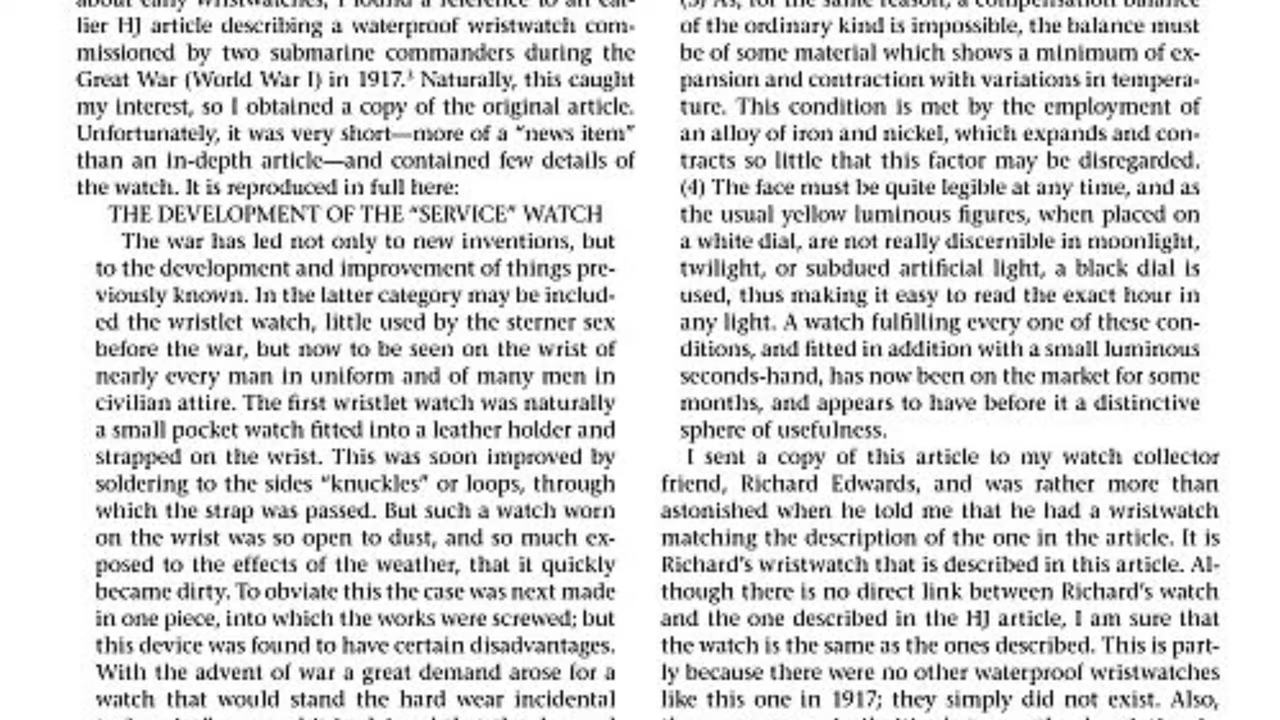 about early wristwatches, I found a reference to an ear-
lier HJ article describing a waterproof wristwatch com-
missioned by two submarine commanders during the
Great War (World War I) in 1917.³ Naturally, this caught
my interest, so I obtained a copy of the original article.
Unfortunately, it was very short—more of a “news item”
than an in-depth article—and contained few details of
the watch. It is reproduced in full here:
THE DEVELOPMENT OF THE “SERVICE” WATCH
The war has led not only to new inventions, but
to the development and improvement of things pre-
viously known. In the latter category may be includ-
ed the wristlet watch, little used by the sterner sex
before the war, but now to be seen on the wrist of
nearly every man in uniform and of many men in
civilian attire. The first wristlet watch was naturally
a small pocket watch fitted into a leather holder and
strapped on the wrist. This was soon improved by
soldering to the sides “knuckles” or loops, through
which the strap was passed. But such a watch worn
on the wrist was so open to dust, and so much ex-
posed to the effects of the weather, that it quickly
became dirty. To obviate this the case was next made
in one piece, into which the works were screwed; but
this device was found to have certain disadvantages.
With the advent of war a great demand arose for a
watch that would stand the hard wear incidental
(3) As, for the same reason, a compensation balance
of the ordinary kind is impossible, the balance must
be of some material which shows a minimum of ex-
pansion and contraction with variations in tempera-
ture. This condition is met by the employment of
an alloy of iron and nickel, which expands and con-
tracts so little that this factor may be disregarded.
(4) The face must be quite legible at any time, and as
the usual yellow luminous figures, when placed on
a white dial, are not really discernible in moonlight,
twilight, or subdued artificial light, a black dial is
used, thus making it easy to read the exact hour in
any light. A watch fulfilling every one of these con-
ditions, and fitted in addition with a small luminous
seconds-hand, has now been on the market for some
months, and appears to have before it a distinctive
sphere of usefulness.
I sent a copy of this article to my watch collector
friend, Richard Edwards, and was rather more than
astonished when he told me that he had a wristwatch
matching the description of the one in the article. It is
Richard’s wristwatch that is described in this article. Al-
though there is no direct link between Richard’s watch
and the one described in the HJ article, I am sure that
the watch is the same as the ones described. This is part-
ly because there were no other waterproof wristwatches
like this one in 1917; they simply did not exist. Also,